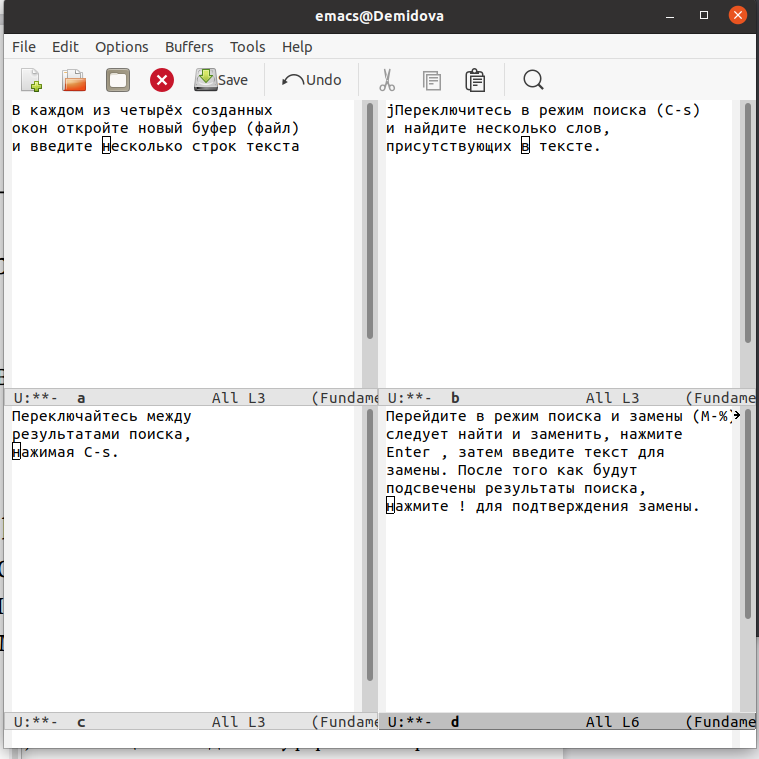 emacs@Demidova
File Edit Options Buffers Tools Help
Save Undo
В каждом из четырёх созданных
окон откройте новый буфер (файл)
и введите несколько строк текста
U:**- a All L3 (Fundame
jПереключитесь в режим поиска (C-s)
и найдите несколько слов,
присутствующих в тексте.
U:**- b All L3 (Fundame
Переключайтесь между
результатами поиска,
нажимая C-s.
U:**- c All L3 (Fundame
Перейдите в режим поиска и замены (M-%)
следует найти и заменить, нажмите
Enter , затем введите текст для
замены. После того как будут
подсвечены результаты поиска,
нажмите ! для подтверждения замены.
U:**- d All L6 (Fundame